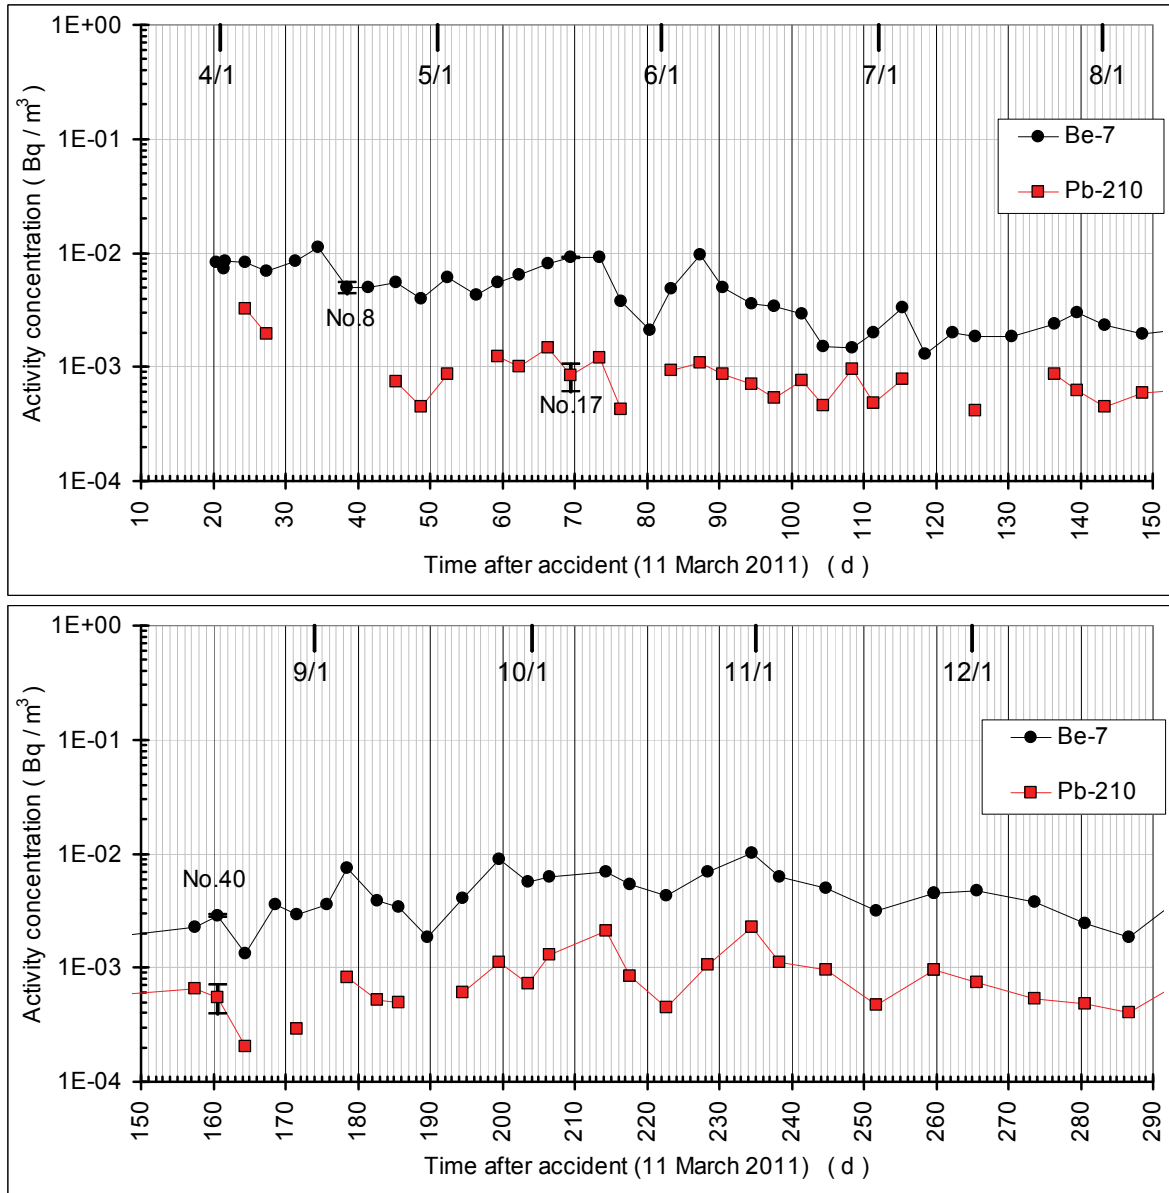 1E+00
4/1
5/1
6/1
7/1
8/1
1E-01
Be-7
Pb-210
1E-02
No.8
1E-03
No.17
1E-04
Activity concentration ( Bq / m³ )
10
20
30
40
50
60
70
80
90
100
110
120
130
140
150
Time after accident (11 March 2011) ( d )
1E+00
9/1
10/1
11/1
12/1
1E-01
Be-7
Pb-210
1E-02
No.40
1E-03
1E-04
Activity concentration ( Bq / m³ )
150
160
170
180
190
200
210
220
230
240
250
260
270
280
290
Time after accident (11 March 2011) ( d )